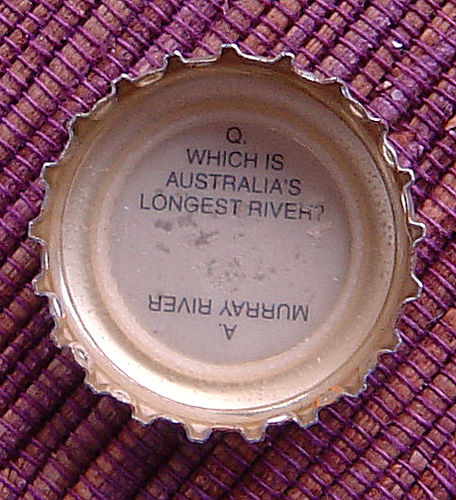 Q.
WHICH IS
AUSTRALIA'S
LONGEST RIVER?
A.
MURRAY RIVER